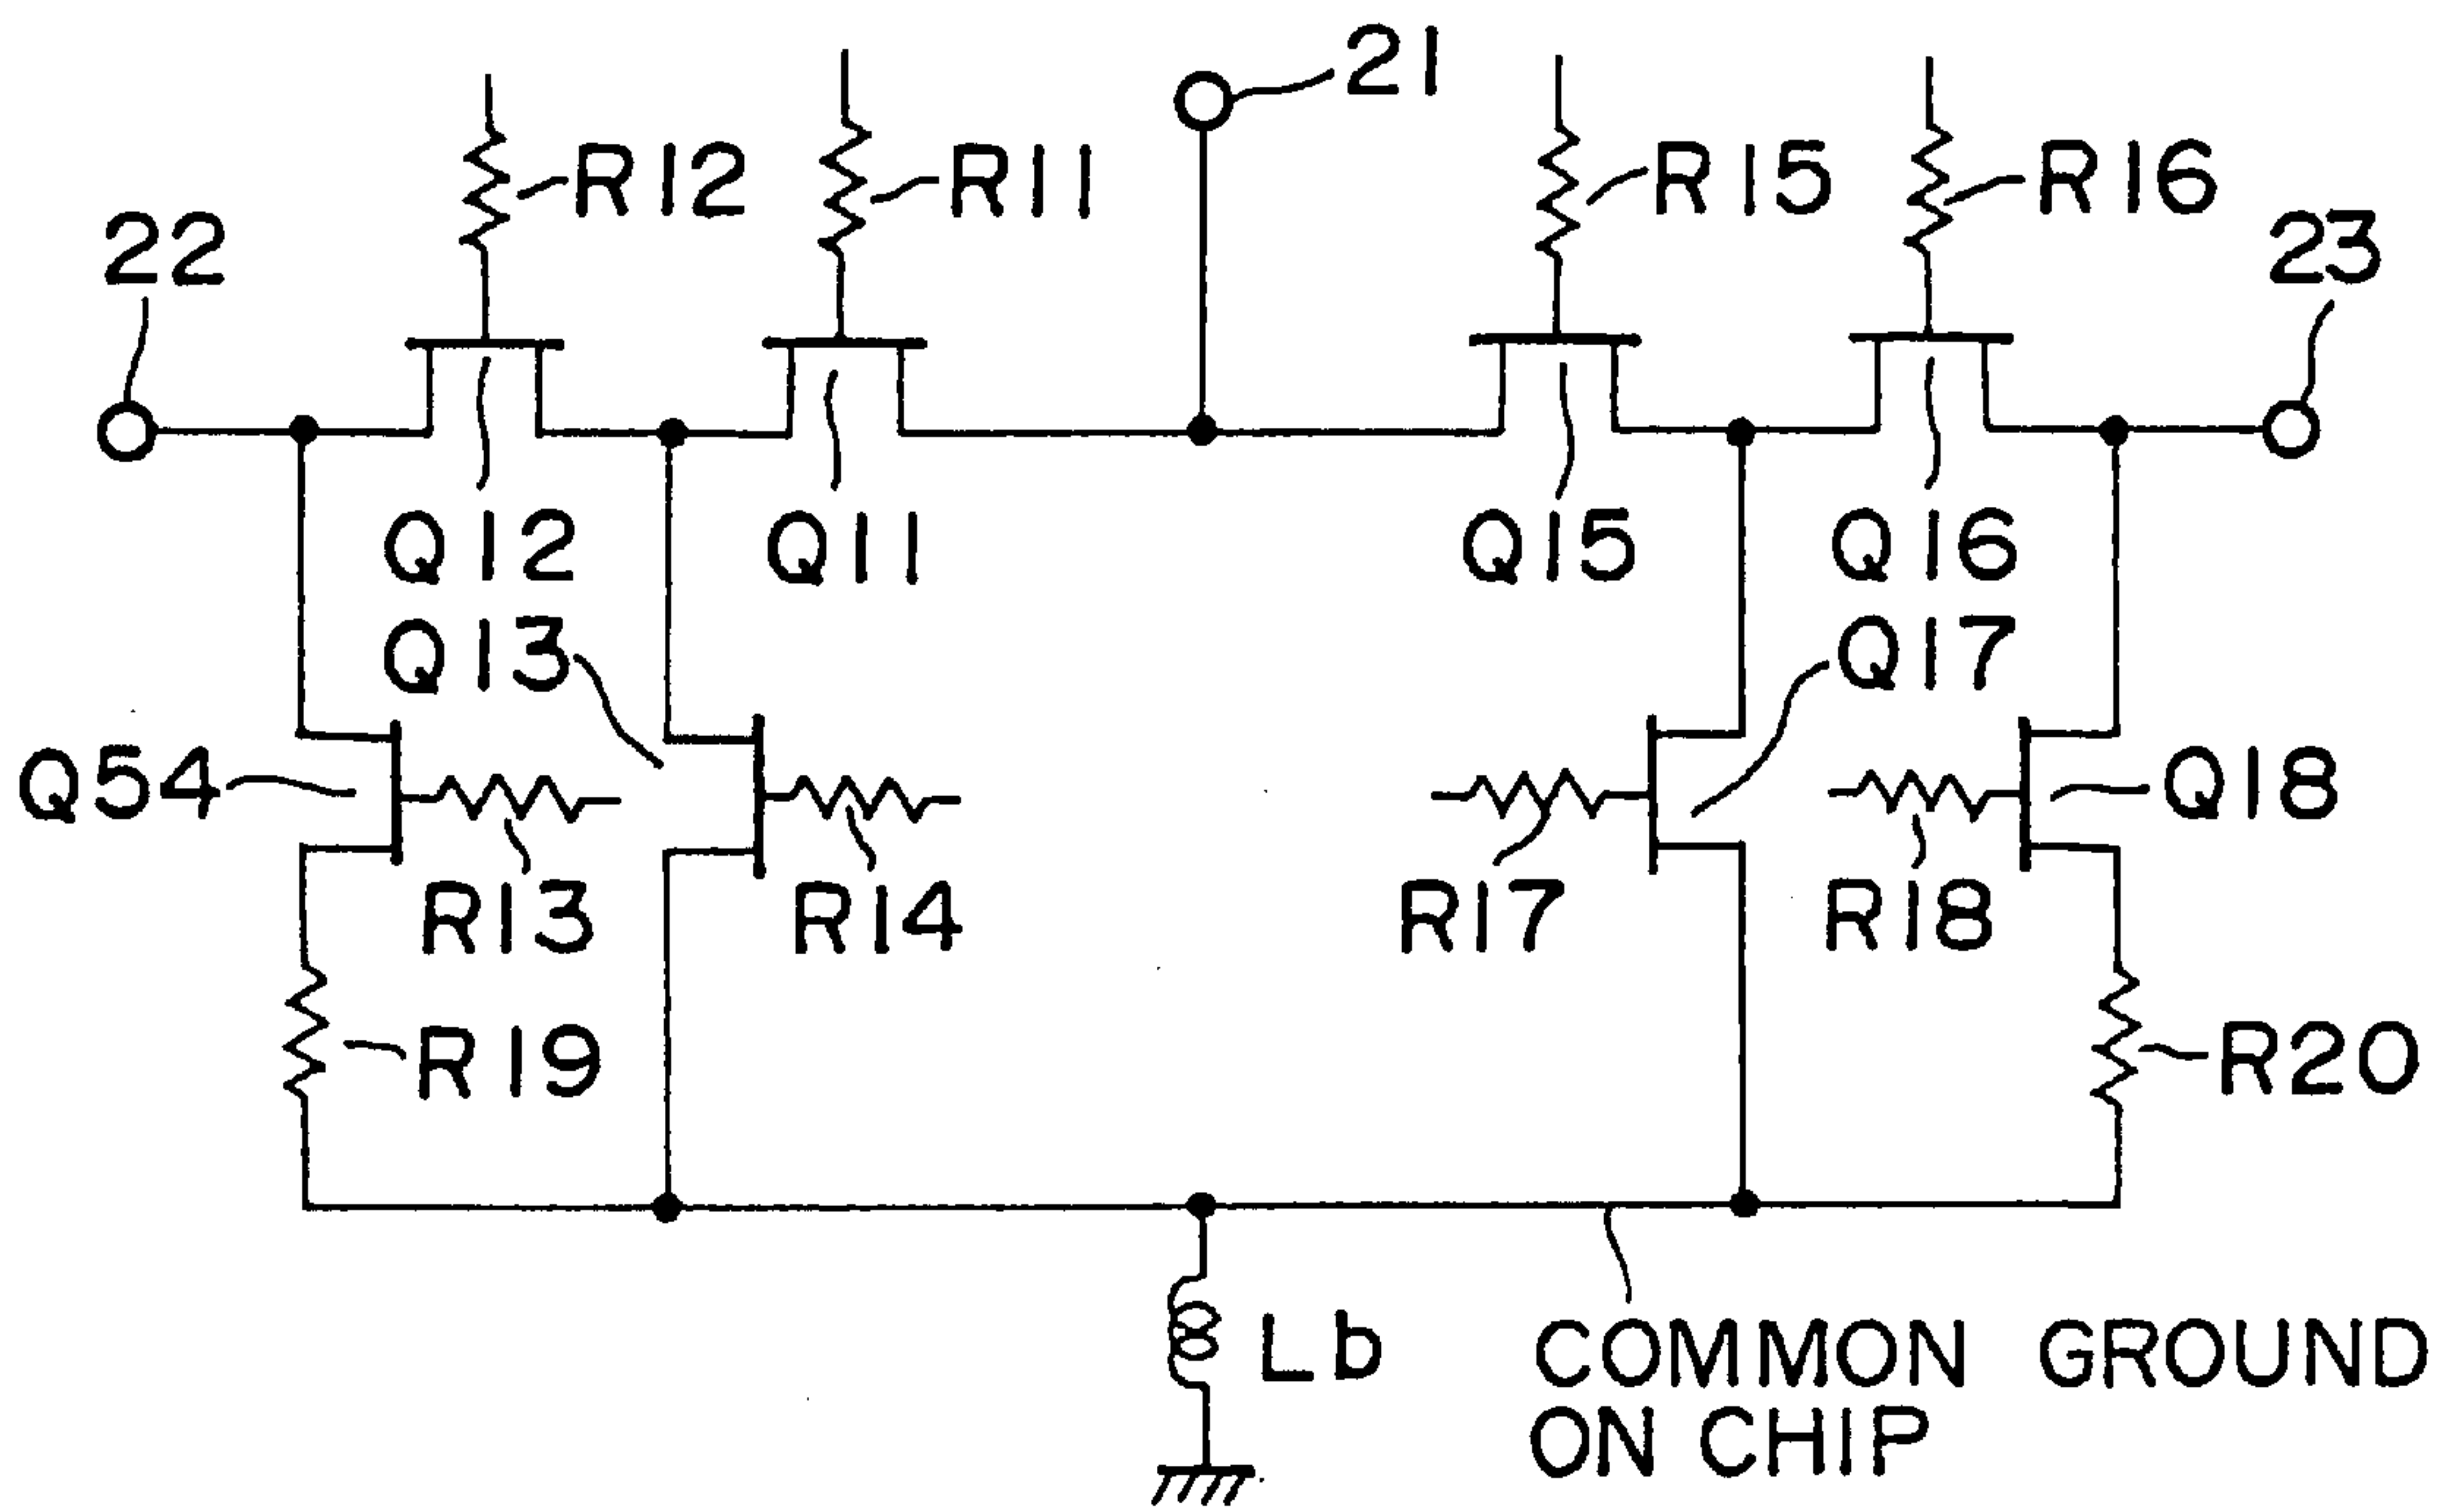 21
R12
R11
R15
R16
22
23
Q12
Q11
Q15
Q16
Q13
Q17
Q54
Q18
R13
R14
R17
R18
R19
R20
Lb
COMMON GROUND
ON CHIP